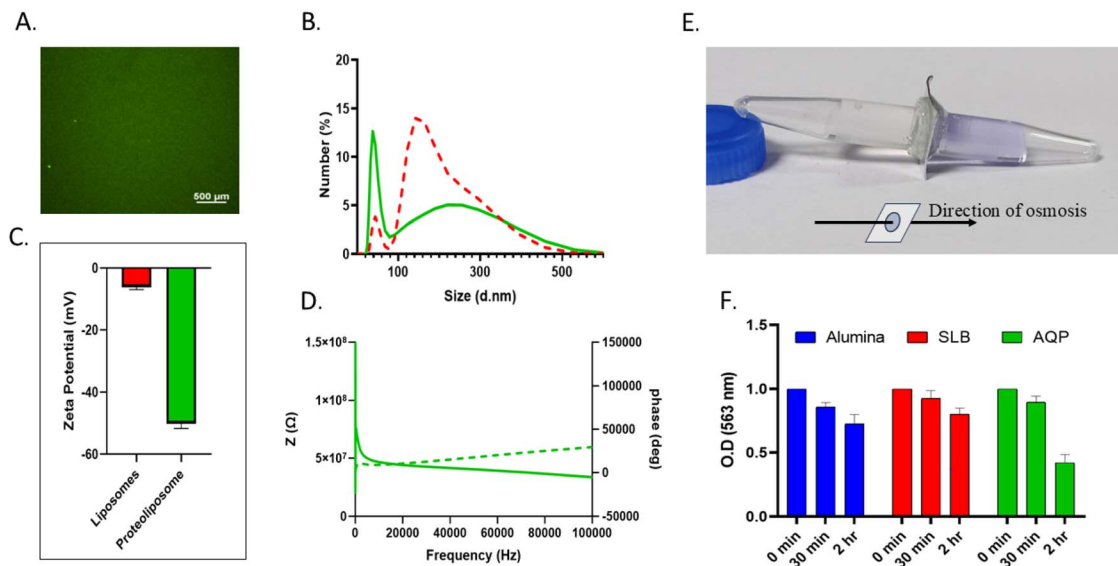 A.
500 µm
B.
20
15
10
5
0
Number (%)
100 300 500
Size (d.nm)
C.
0
-20
-40
-60
Zeta Potential (mV)
Liposomes
Proteoliposome
D.
1.5×10⁸
1×10⁸
5×10⁷
0
Z (Ω)
150000
100000
50000
0
-50000
phase (deg)
0 20000 40000 60000 80000 100000
Frequency (Hz)
E.
Direction of osmosis
F.
1.5
1.0
0.5
0.0
O.D (563 nm)
Alumina SLB AQP
0 min 30 min 2 hr 0 min 30 min 2 hr 0 min 30 min 2 hr